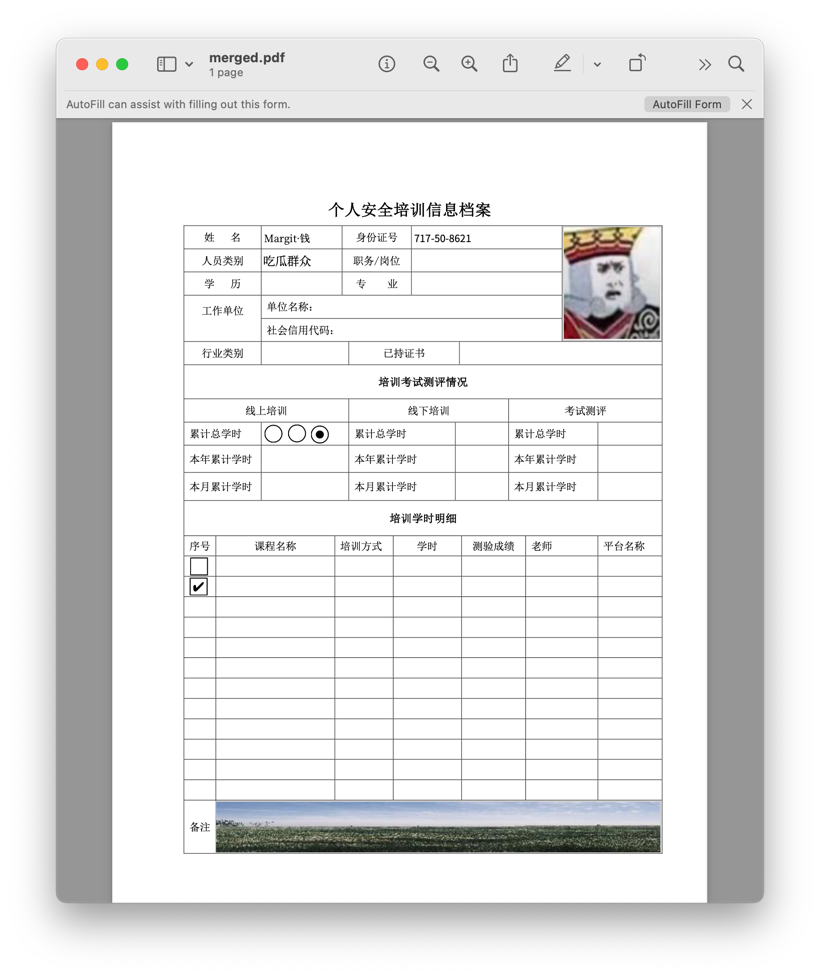 merged.pdf
1 page
AutoFill can assist with filling out this form.
AutoFill Form
个人安全培训信息档案
姓 名 Margit·钱 身份证号 717-50-8621
人员类别 吃瓜群众 职务/岗位
学 历 专 业
工作单位 单位名称：
社会信用代码：
行业类别 已持证书
培训考试测评情况
线上培训 线下培训 考试测评
累计总学时 累计总学时 累计总学时
本年累计学时 本年累计学时 本年累计学时
本月累计学时 本月累计学时 本月累计学时
培训学时明细
序号 课程名称 培训方式 学时 测验成绩 老师 平台名称
备注